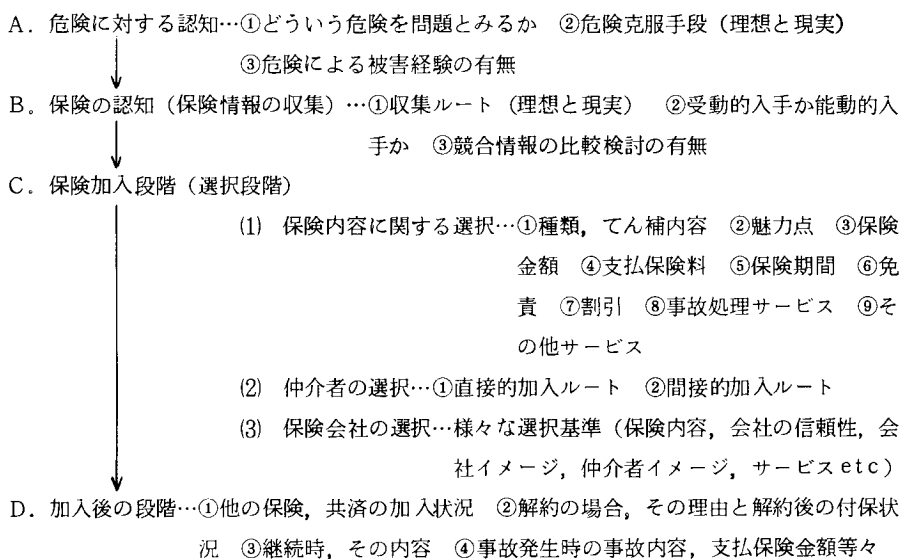 A. 危険に対する認知…①どういう危険を問題とみるか ②危険克服手段（理想と現実）
③危険による被害経験の有無
B. 保険の認知（保険情報の収集）…①収集ルート（理想と現実） ②受動的入手か能動的入
手か ③競合情報の比較検討の有無
C. 保険加入段階（選択段階）
(1) 保険内容に関する選択…①種類，てん補内容 ②魅力点 ③保険
金額 ④支払保険料 ⑤保険期間 ⑥免
責 ⑦割引 ⑧事故処理サービス ⑨そ
の他サービス
(2) 仲介者の選択…①直接的加入ルート ②間接的加入ルート
(3) 保険会社の選択…様々な選択基準（保険内容，会社の信頼性，会
社イメージ，仲介者イメージ，サービスetc）
D. 加入後の段階…①他の保険，共済の加入状況 ②解約の場合，その理由と解約後の付保状
況 ③継続時，その内容 ④事故発生時の事故内容，支払保険金額等々